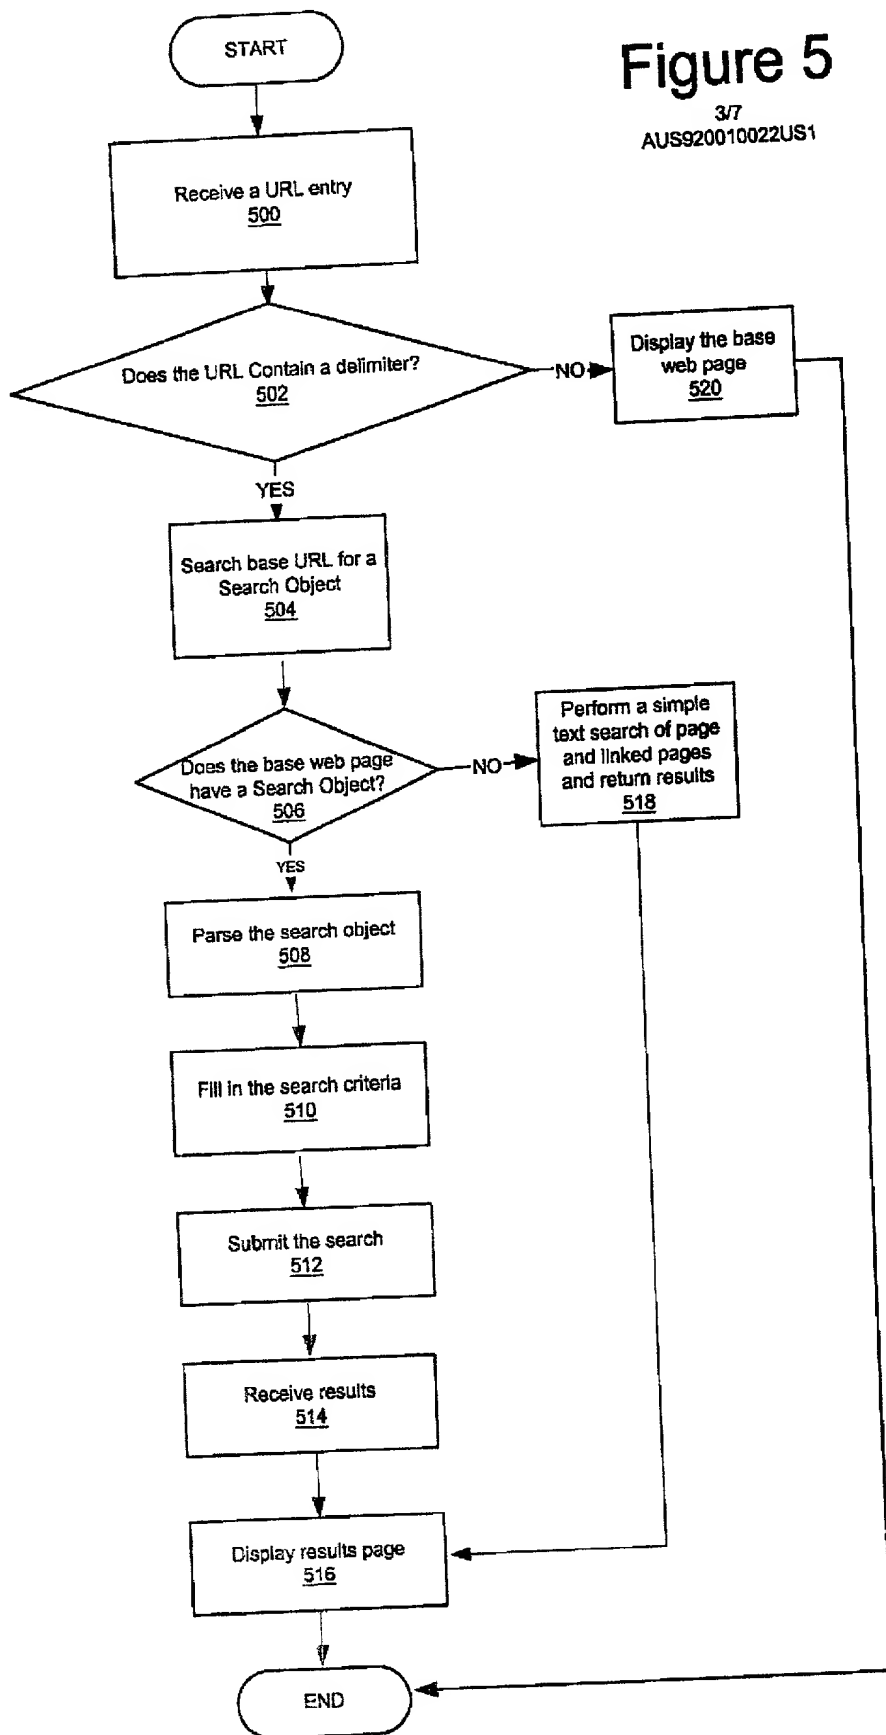 START
Figure 5
3/7
AUS920010022US1
Receive a URL entry
500
Does the URL Contain a delimiter?
502
NO
Display the base
web page
520
YES
Search base URL for a
Search Object
504
Does the base web page
have a Search Object?
506
NO
Perform a simple
text search of page
and linked pages
and return results
518
YES
Parse the search object
508
Fill in the search criteria
510
Submit the search
512
Receive results
514
Display results page
516
END